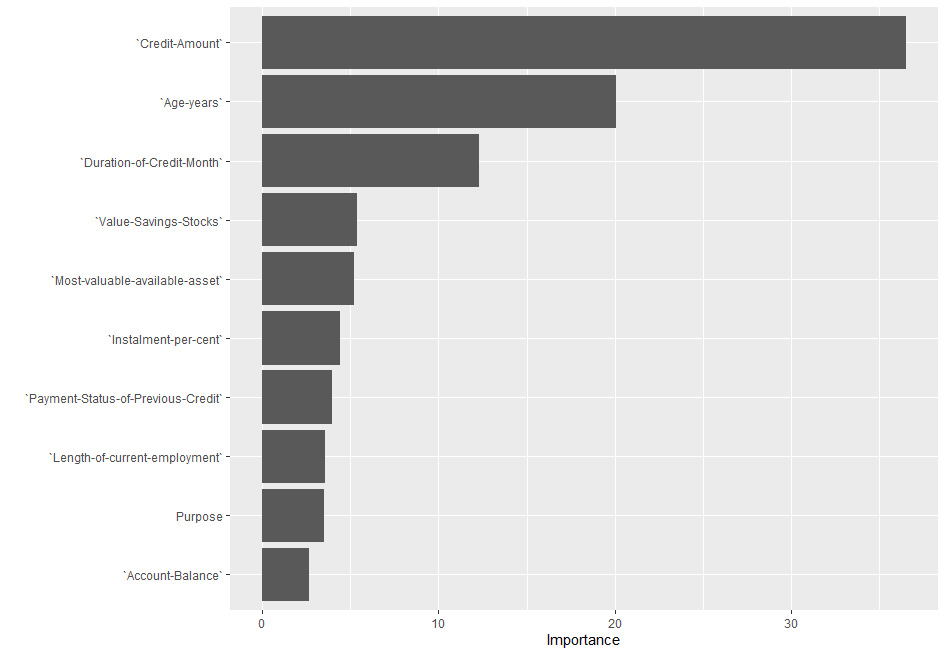 `Credit-Amount`
`Age-years`
`Duration-of-Credit-Month`
`Value-Savings-Stocks`
`Most-valuable-available-asset`
`Instalment-per-cent`
`Payment-Status-of-Previous-Credit`
`Length-of-current-employment`
Purpose
`Account-Balance`
0 10 20 30
Importance